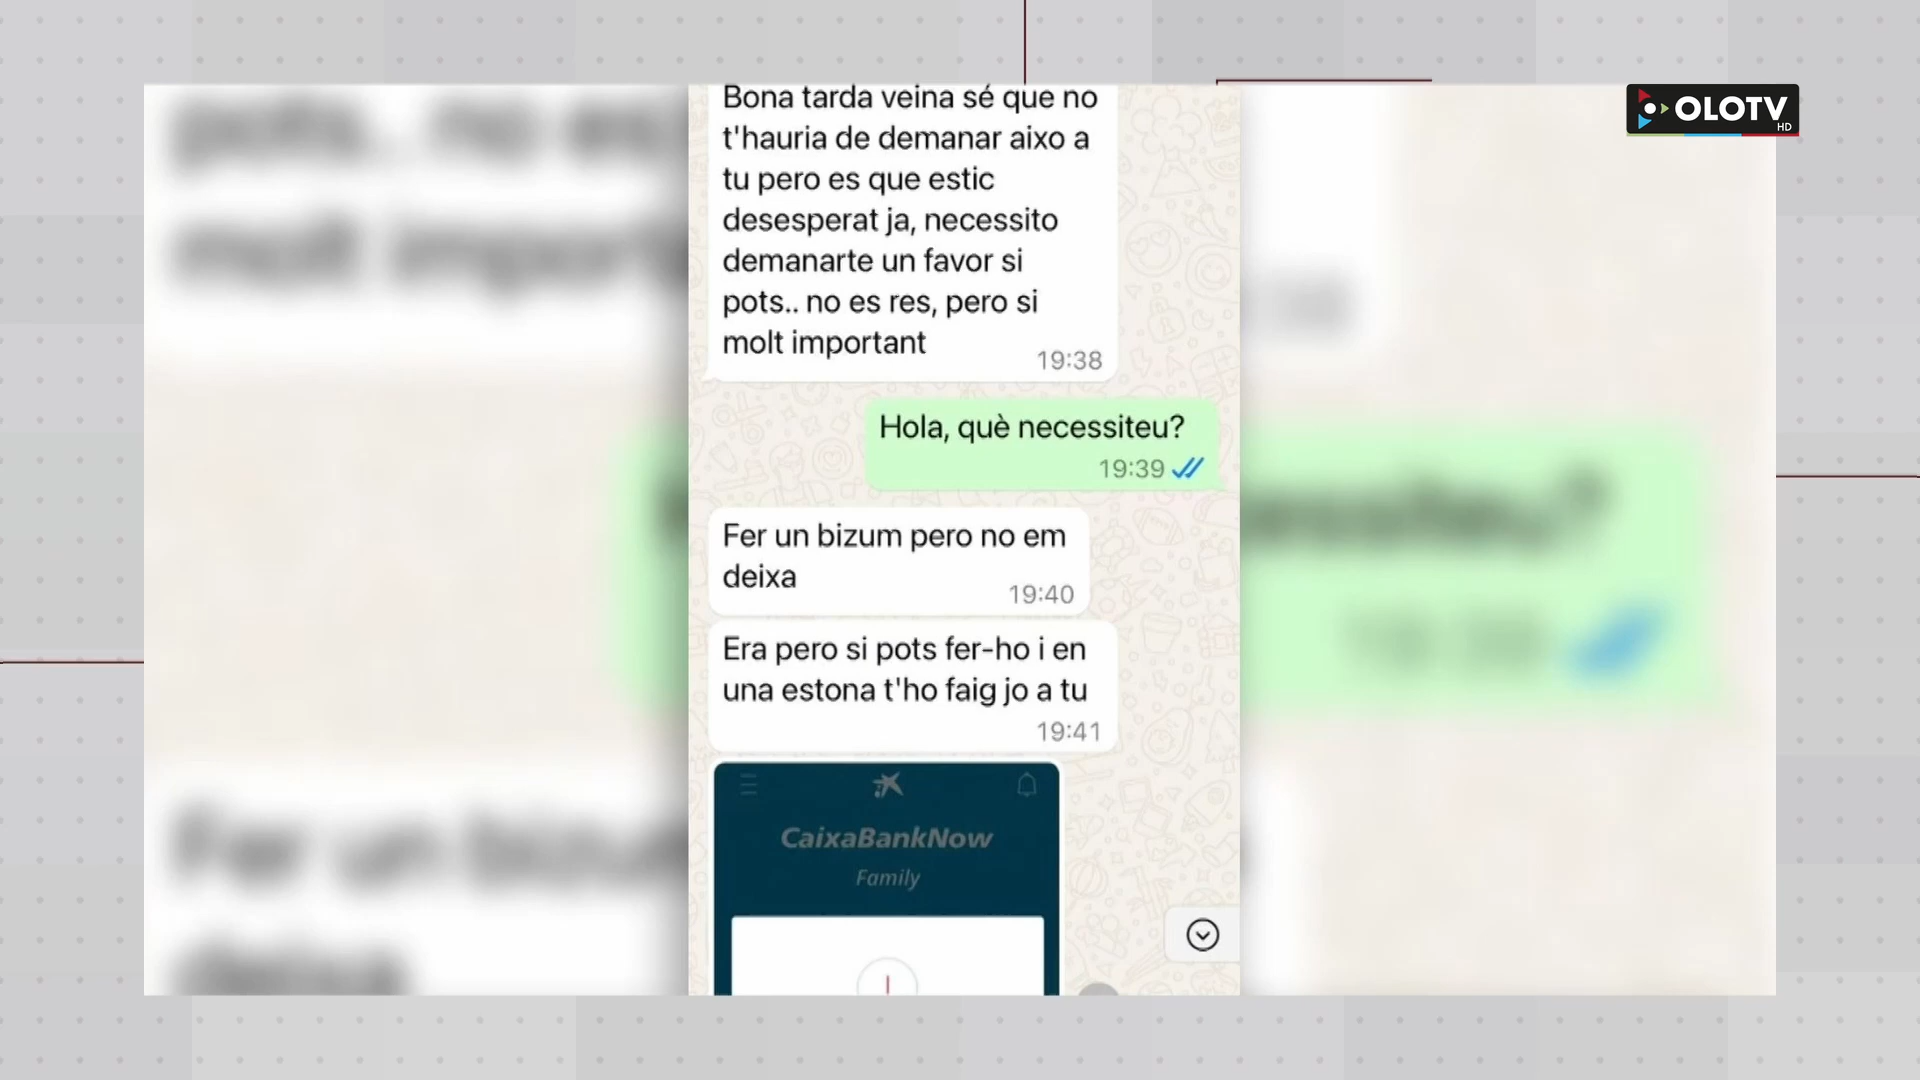 OLOTV
HD
Bona tarda veina sé que no
t'hauria de demanar aixo a
tu pero es que estic
desesperat ja, necessito
demanarte un favor si
pots.. no es res, pero si
molt important
19:38
Hola, què necessiteu?
19:39
Fer un bizum pero no em
deixa
19:40
Era pero si pots fer-ho i en
una estona t'ho faig jo a tu
19:41
CaixaBankNow
Family